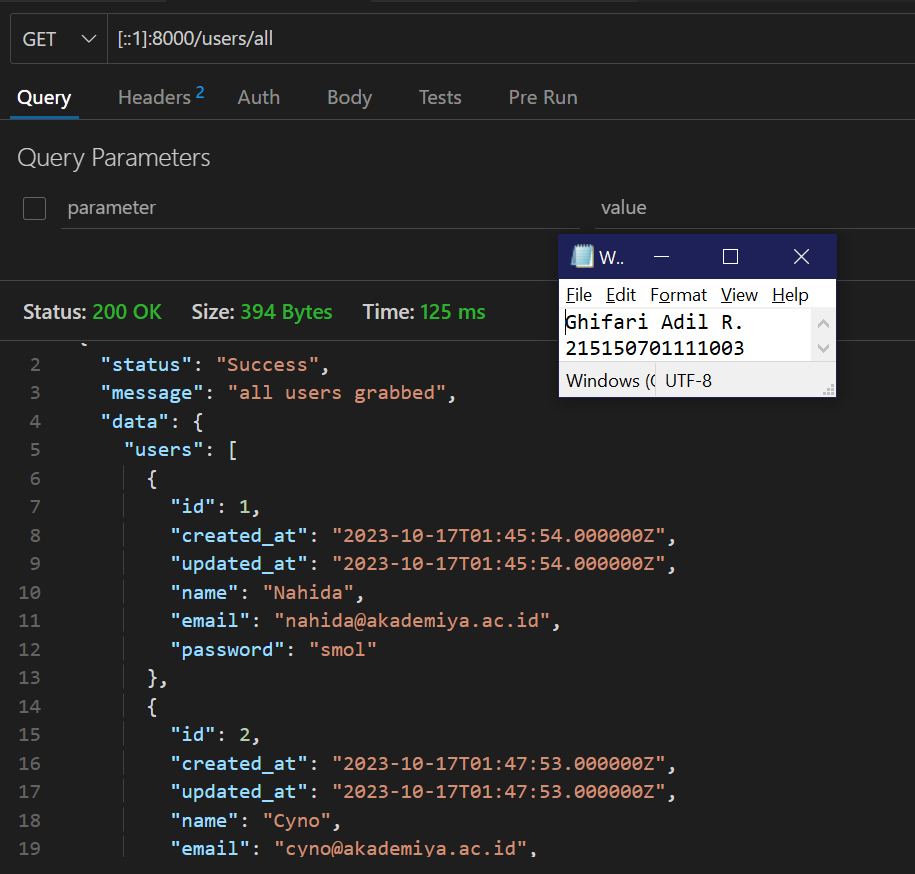 GET [::1]:8000/users/all
Query Headers 2 Auth Body Tests Pre Run
Query Parameters
parameter value
Status: 200 OK Size: 394 Bytes Time: 125 ms
W..
File Edit Format View Help
Ghifari Adil R.
215150701111003
Windows (C UTF-8
{
2 "status": "Success",
3 "message": "all users grabbed",
4 "data": {
5 "users": [
6 {
7 "id": 1,
8 "created_at": "2023-10-17T01:45:54.000000Z",
9 "updated_at": "2023-10-17T01:45:54.000000Z",
10 "name": "Nahida",
11 "email": "nahida@akademiya.ac.id",
12 "password": "smol"
13 },
14 {
15 "id": 2,
16 "created_at": "2023-10-17T01:47:53.000000Z",
17 "updated_at": "2023-10-17T01:47:53.000000Z",
18 "name": "Cyno",
19 "email": "cyno@akademiya.ac.id",